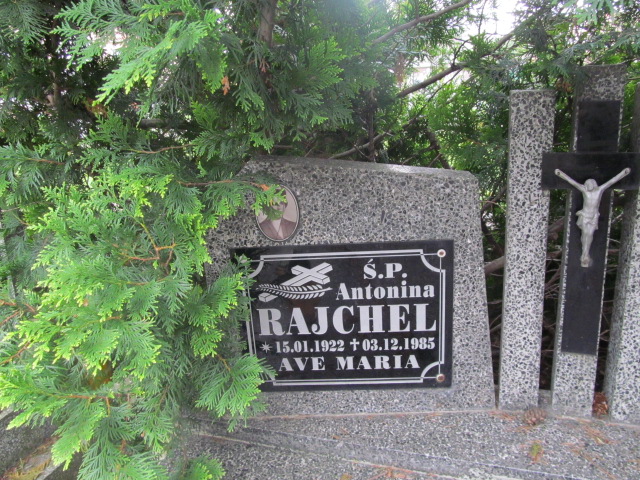 Ś.P.
Antonina
RAJCHEL
* 15.01.1922 † 03.12.1985
AVE MARIA